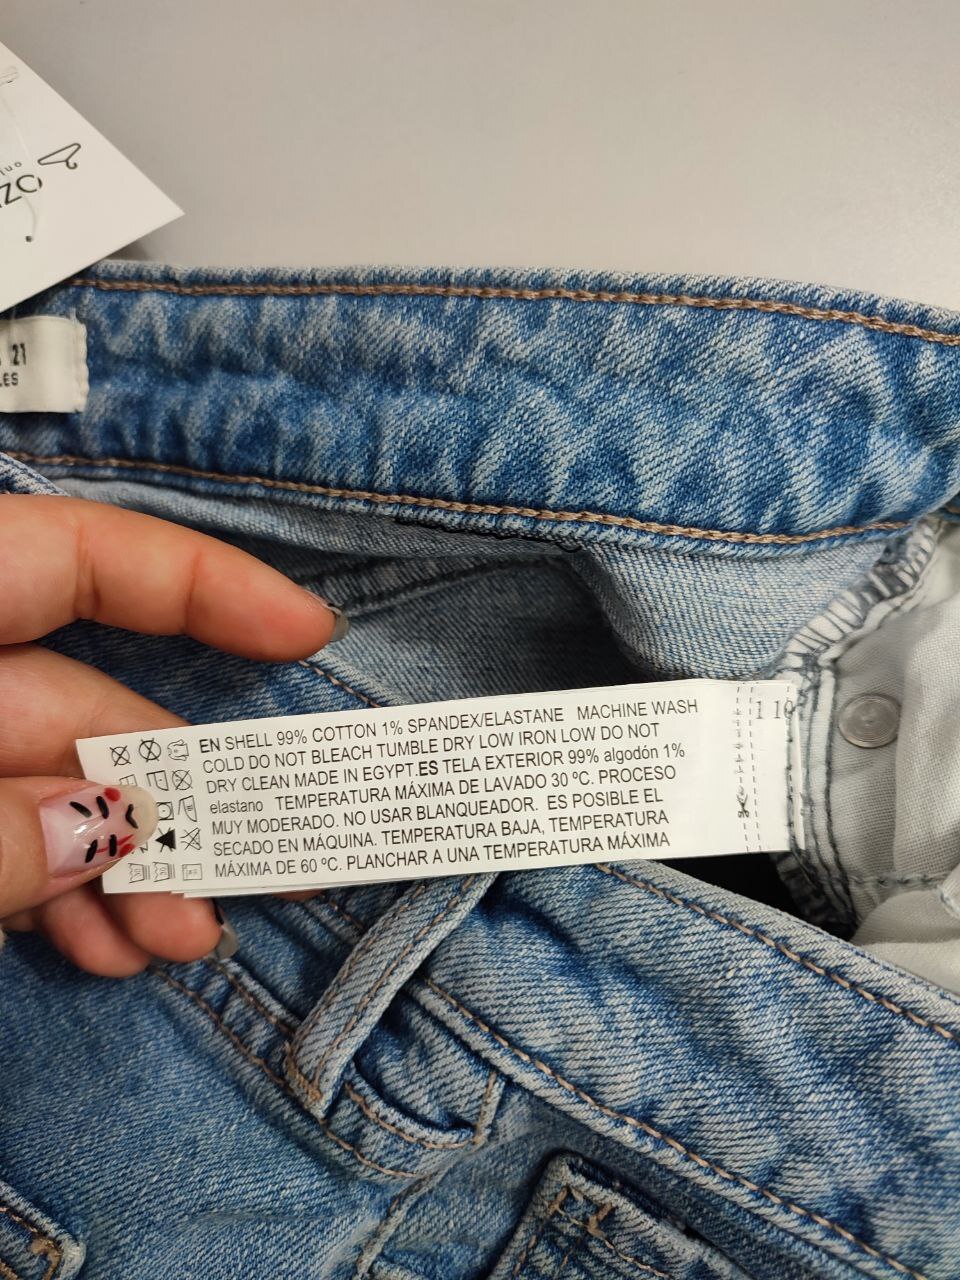 21
EN SHELL 99% COTTON 1% SPANDEX/ELASTANE MACHINE WASH
COLD DO NOT BLEACH TUMBLE DRY LOW IRON LOW DO NOT
DRY CLEAN MADE IN EGYPT.ES TELA EXTERIOR 99% algodón 1%
elastano TEMPERATURA MÁXIMA DE LAVADO 30 ºC. PROCESO
MUY MODERADO. NO USAR BLANQUEADOR. ES POSIBLE EL
SECADO EN MÁQUINA. TEMPERATURA BAJA, TEMPERATURA
MÁXIMA DE 60 ºC. PLANCHAR A UNA TEMPERATURA MÁXIMA